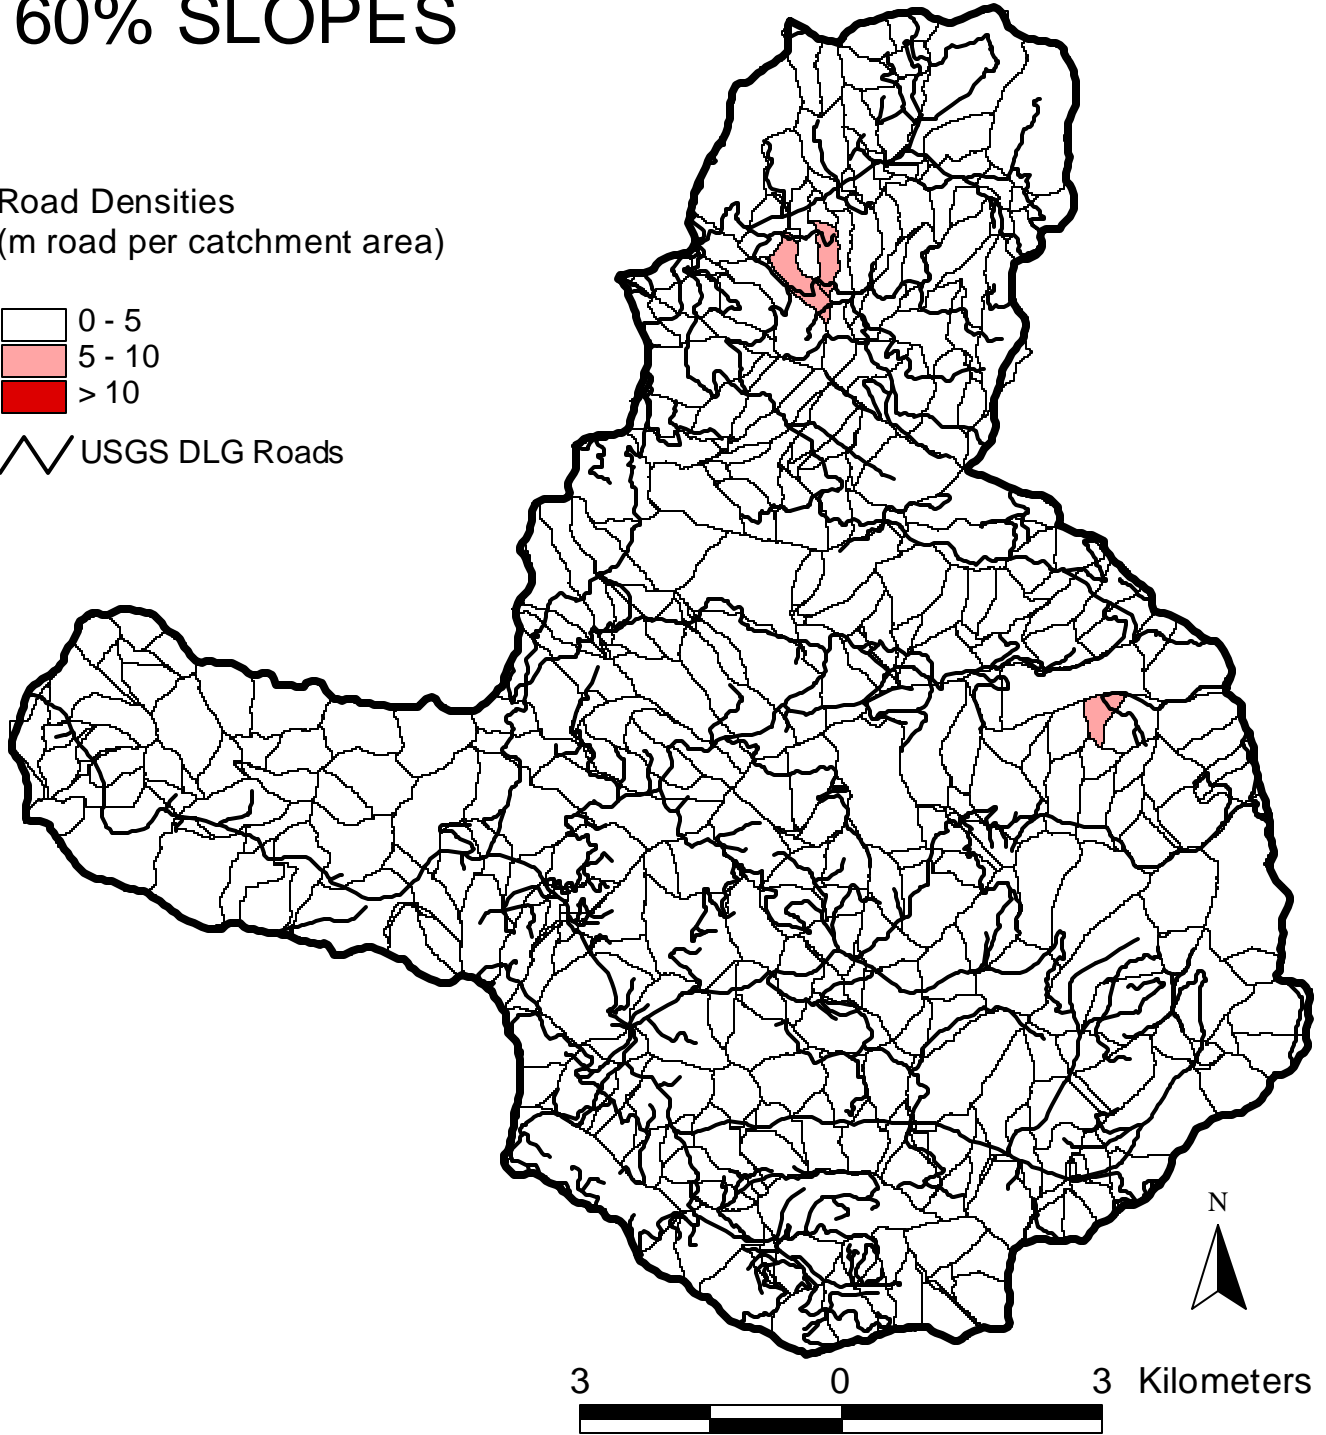 60% SLOPES
Road Densities
(m road per catchment area)
0 - 5
5 - 10
> 10
USGS DLG Roads
N
3 0 3 Kilometers